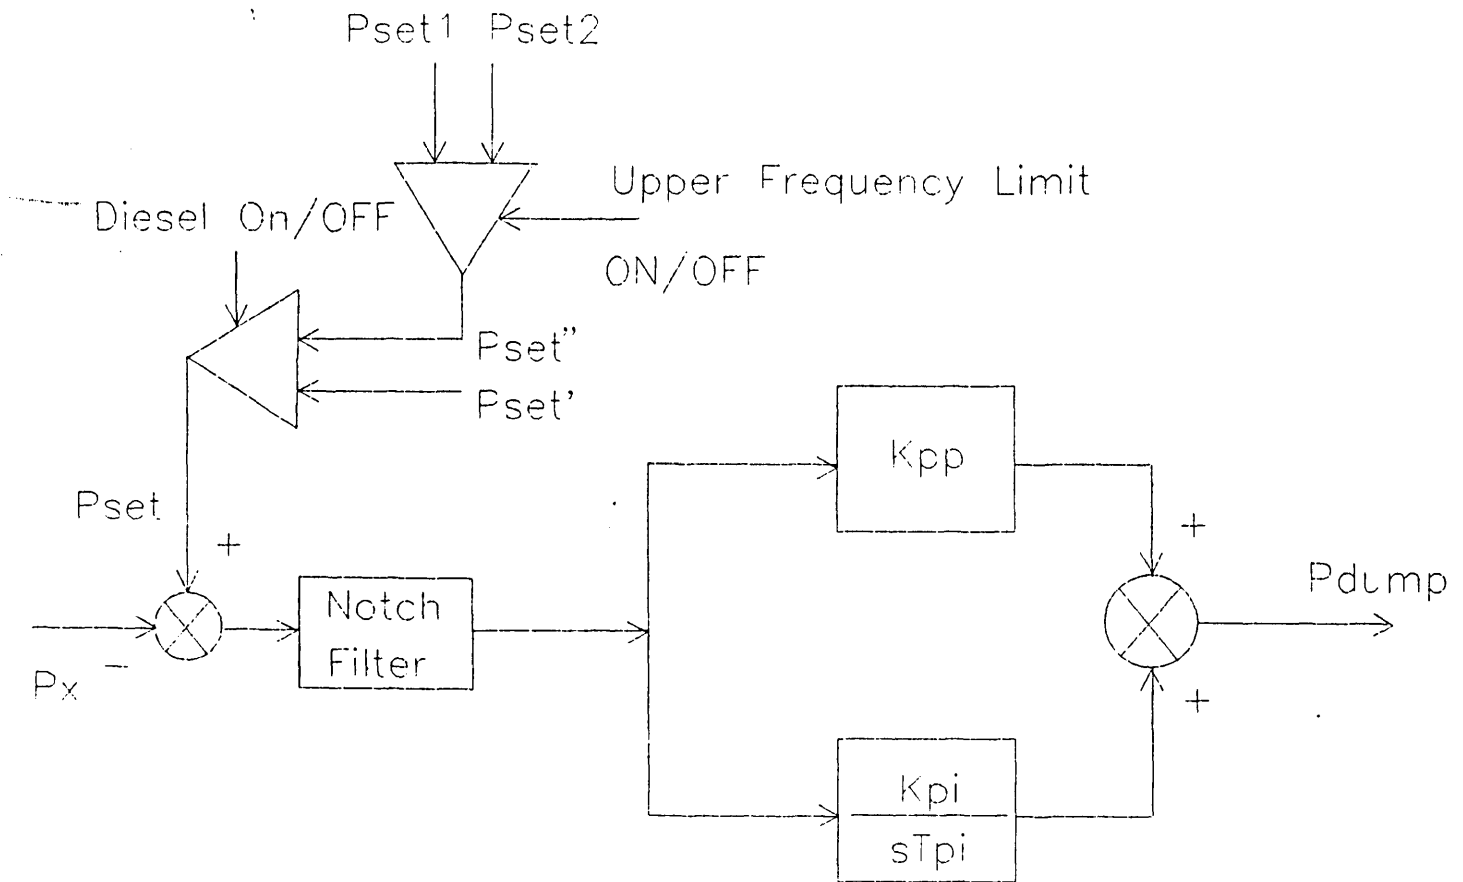 Pset1 Pset2
Upper Frequency Limit
ON/OFF
Diesel On/OFF
Pset"
Pset'
Pset
+
Px
-
Notch
Filter
Kpp
Kpi
sTpi
+
+
Pdump